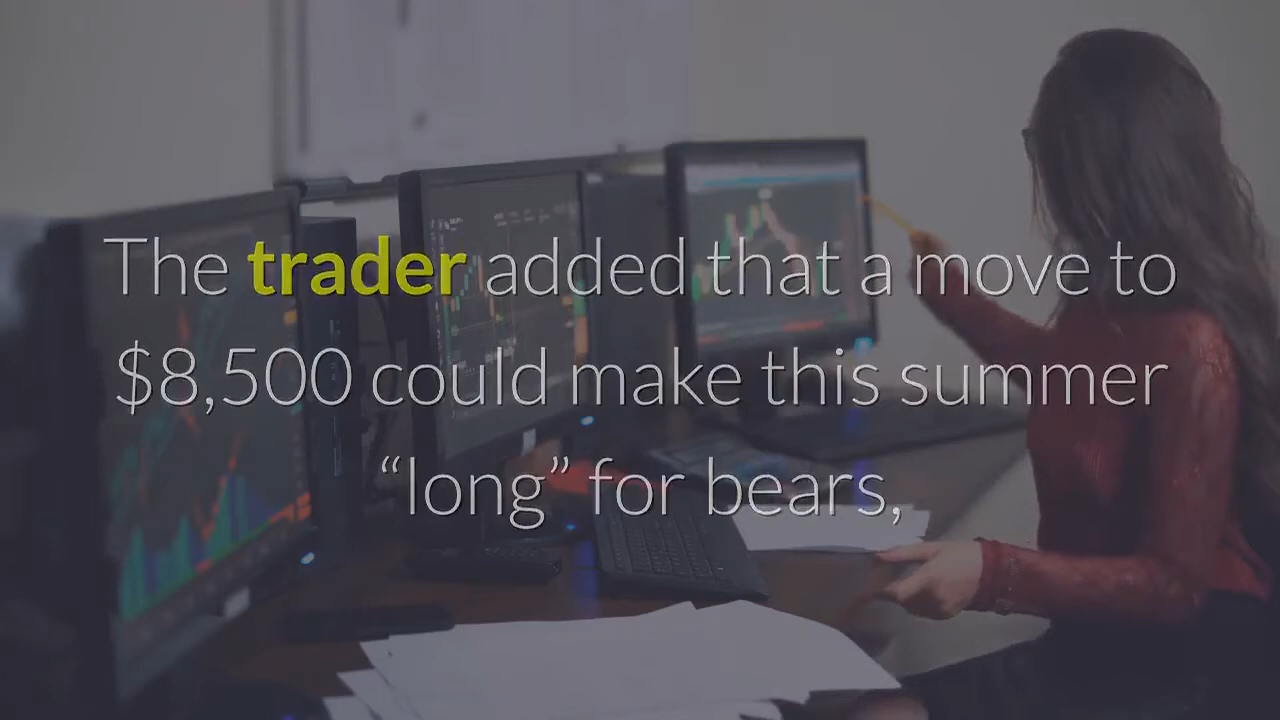 The trader added that a move to
$8,500 could make this summer
“long” for bears,